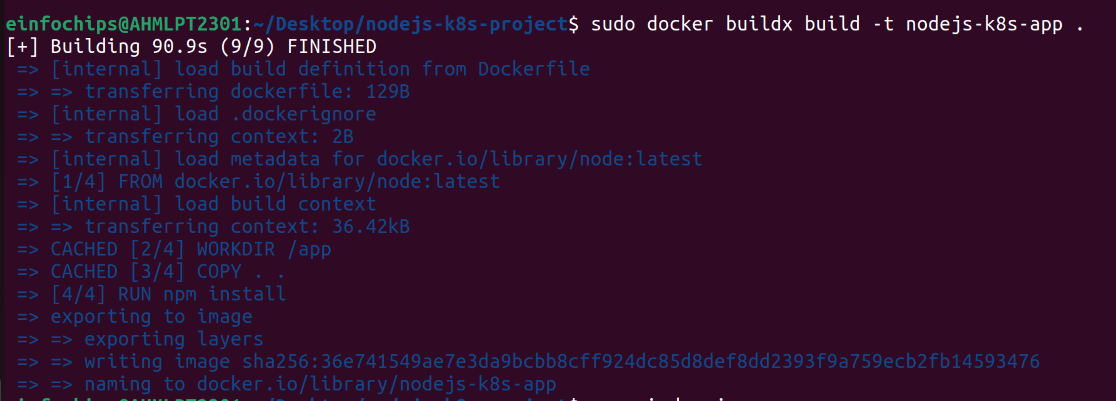 einfochips@AHMLPT2301:~/Desktop/nodejs-k8s-project$ sudo docker buildx build -t nodejs-k8s-app .
[+] Building 90.9s (9/9) FINISHED
=> [internal] load build definition from Dockerfile
=> => transferring dockerfile: 129B
=> [internal] load .dockerignore
=> => transferring context: 2B
=> [internal] load metadata for docker.io/library/node:latest
=> [1/4] FROM docker.io/library/node:latest
=> [internal] load build context
=> => transferring context: 36.42kB
=> CACHED [2/4] WORKDIR /app
=> CACHED [3/4] COPY . .
=> [4/4] RUN npm install
=> exporting to image
=> => exporting layers
=> => writing image sha256:36e741549ae7e3da9bcbb8cff924dc85d8def8dd2393f9a759ecb2fb14593476
=> => naming to docker.io/library/nodejs-k8s-app